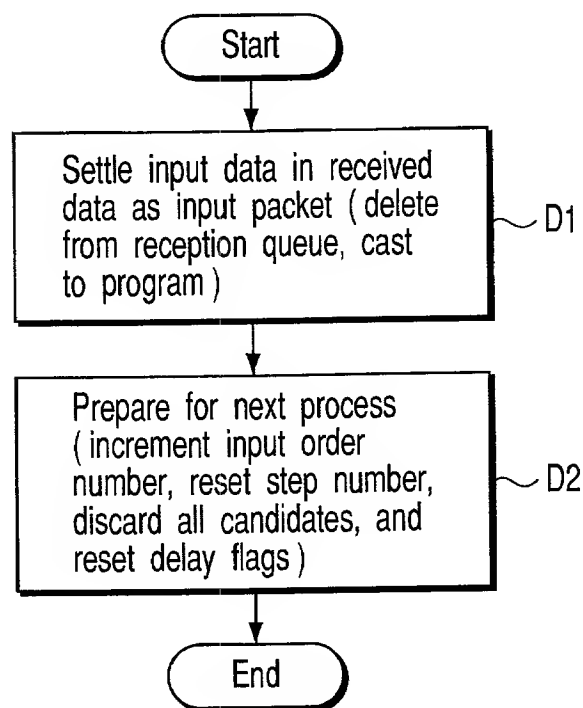 Start
Settle input data in received
data as input packet ( delete
from reception queue, cast
to program )
D1
Prepare for next process
( increment input order
number, reset step number,
discard all candidates, and
reset delay flags )
D2
End